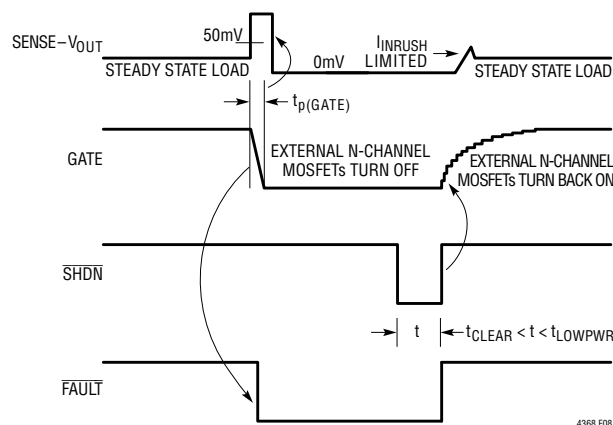 SENSE–VOUT
50mV
0mV
IINRUSH
LIMITED
STEADY STATE LOAD
STEADY STATE LOAD
tp(GATE)
GATE
EXTERNAL N-CHANNEL
MOSFETs TURN OFF
EXTERNAL N-CHANNEL
MOSFETs TURN BACK ON
SHDN
t
tCLEAR < t < tLOWPWR
FAULT
4368 F08